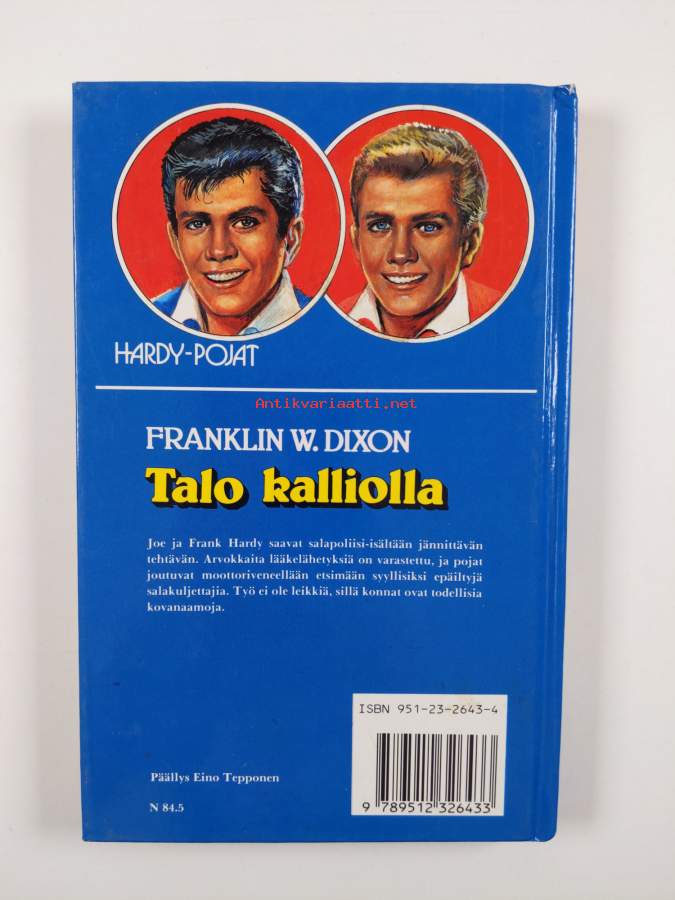 HARDY-POJAT
Antikvariaatti.net
FRANKLIN W. DIXON
Talo kalliolla
Joe ja Frank Hardy saavat salapoliisi-isältään jännittävän
tehtävän. Arvokkaita lääkelähetyksiä on varastettu, ja pojat
joutuvat moottoriveneellään etsimään syyllisiksi epäiltyjä
salakuljettajia. Työ ei ole leikkiä, sillä konnat ovat todellisia
kovanaamoja.
ISBN 951-23-2643-4
9 789512 326433
Päällys Eino Tepponen
N 84.5